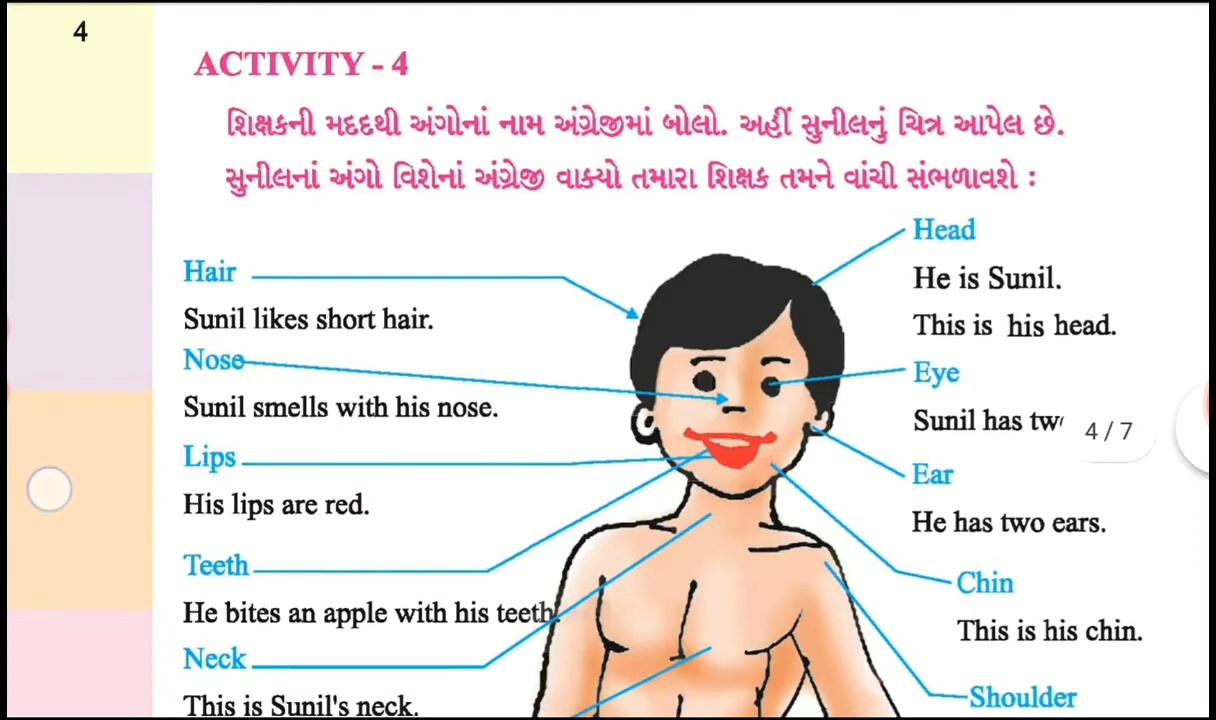 4
ACTIVITY - 4
શિક્ષકની મદદથી અંગોનાં નામ અંગ્રેજીમાં બોલો. અહીં સુનીલનું ચિત્ર આપેલ છે.
સુનીલનાં અંગો વિશેનાં અંગ્રેજી વાક્યો તમારા શિક્ષક તમને વાંચી સંભળાવશે :
Hair
Sunil likes short hair.
Nose
Sunil smells with his nose.
Lips
His lips are red.
Teeth
He bites an apple with his teeth.
Neck
This is Sunil's neck.
Head
He is Sunil.
This is his head.
Eye
Sunil has
4 / 7
Ear
He has two ears.
Chin
This is his chin.
Shoulder